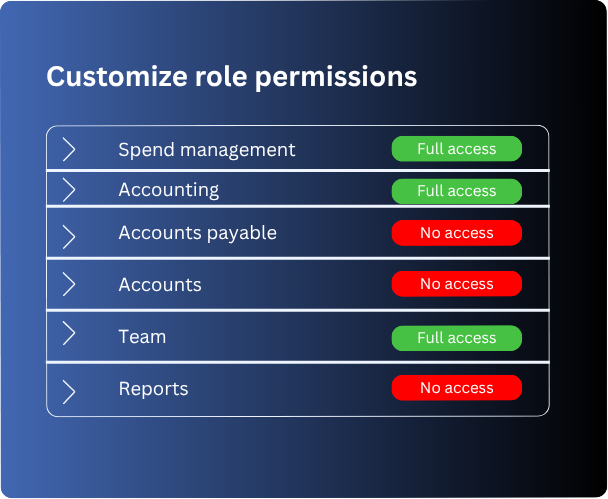 Customize role permissions
Spend management Full access
Accounting Full access
Accounts payable No access
Accounts No access
Team Full access
Reports No access